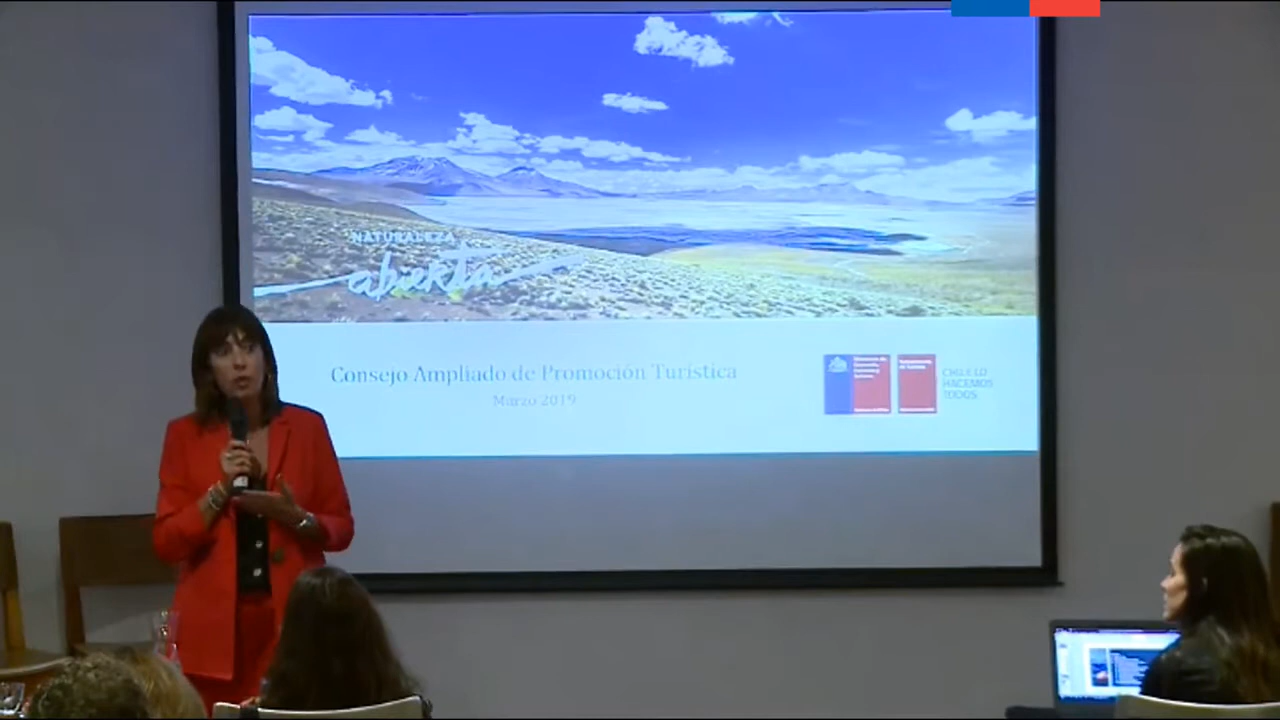 NATURALEZA
abierta
Consejo Ampliado de Promoción Turística
Marzo 2019
CHILE LO
HACEMOS
TODOS